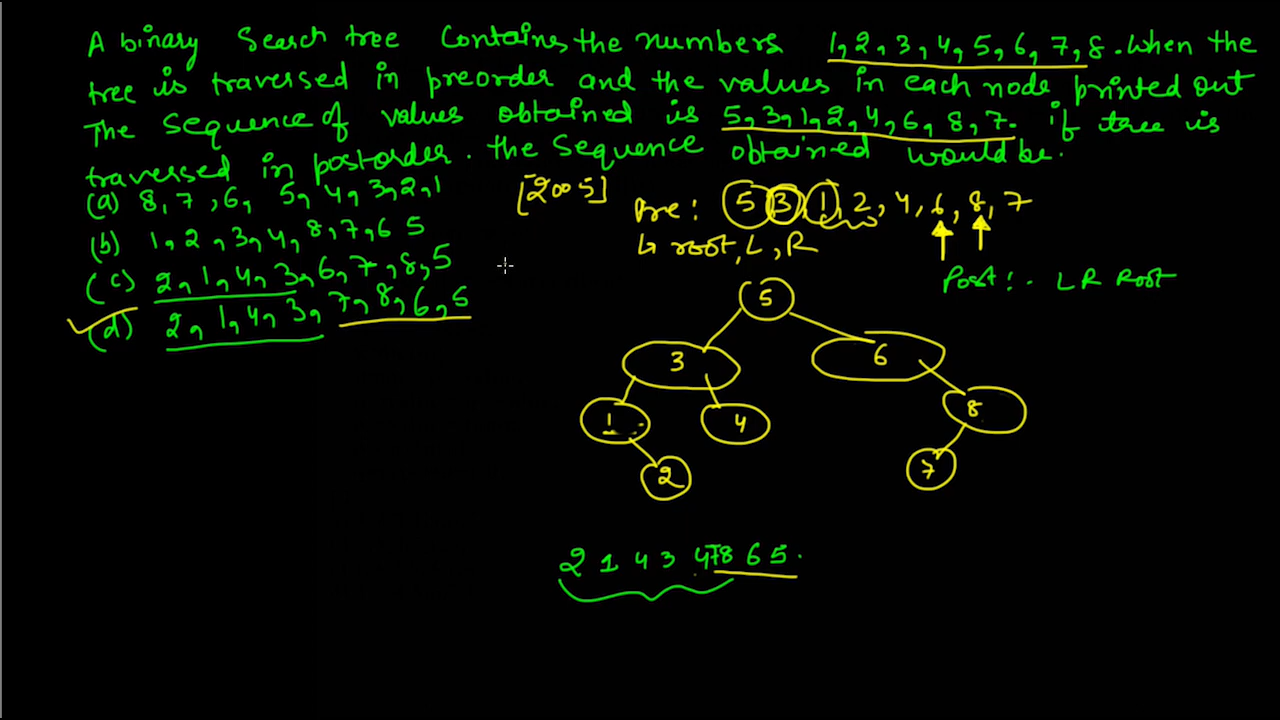 A binary Search tree Contains the numbers 1, 2, 3, 4, 5, 6, 7, 8. When the
tree is traversed in preorder and the values in each node printed out
The sequence of values obtained is 5, 3, 1, 2, 4, 6, 8, 7. if tree is
traversed in postorder. the sequence obtained would be.
(a) 8, 7, 6, 5, 4, 3, 2, 1
[2005]
(b) 1, 2, 3, 4, 8, 7, 6 5
(c) 2, 1, 4, 3, 6, 7, 8, 5
(d) 2, 1, 4, 3, 7, 8, 6, 5
Pre: 5 3, 1, 2, 4, 6, 8, 7
root, L, R
Post: - L R Root
5
3 6
1 4 8
2 7
2 1 4 3 4 7 8 6 5.